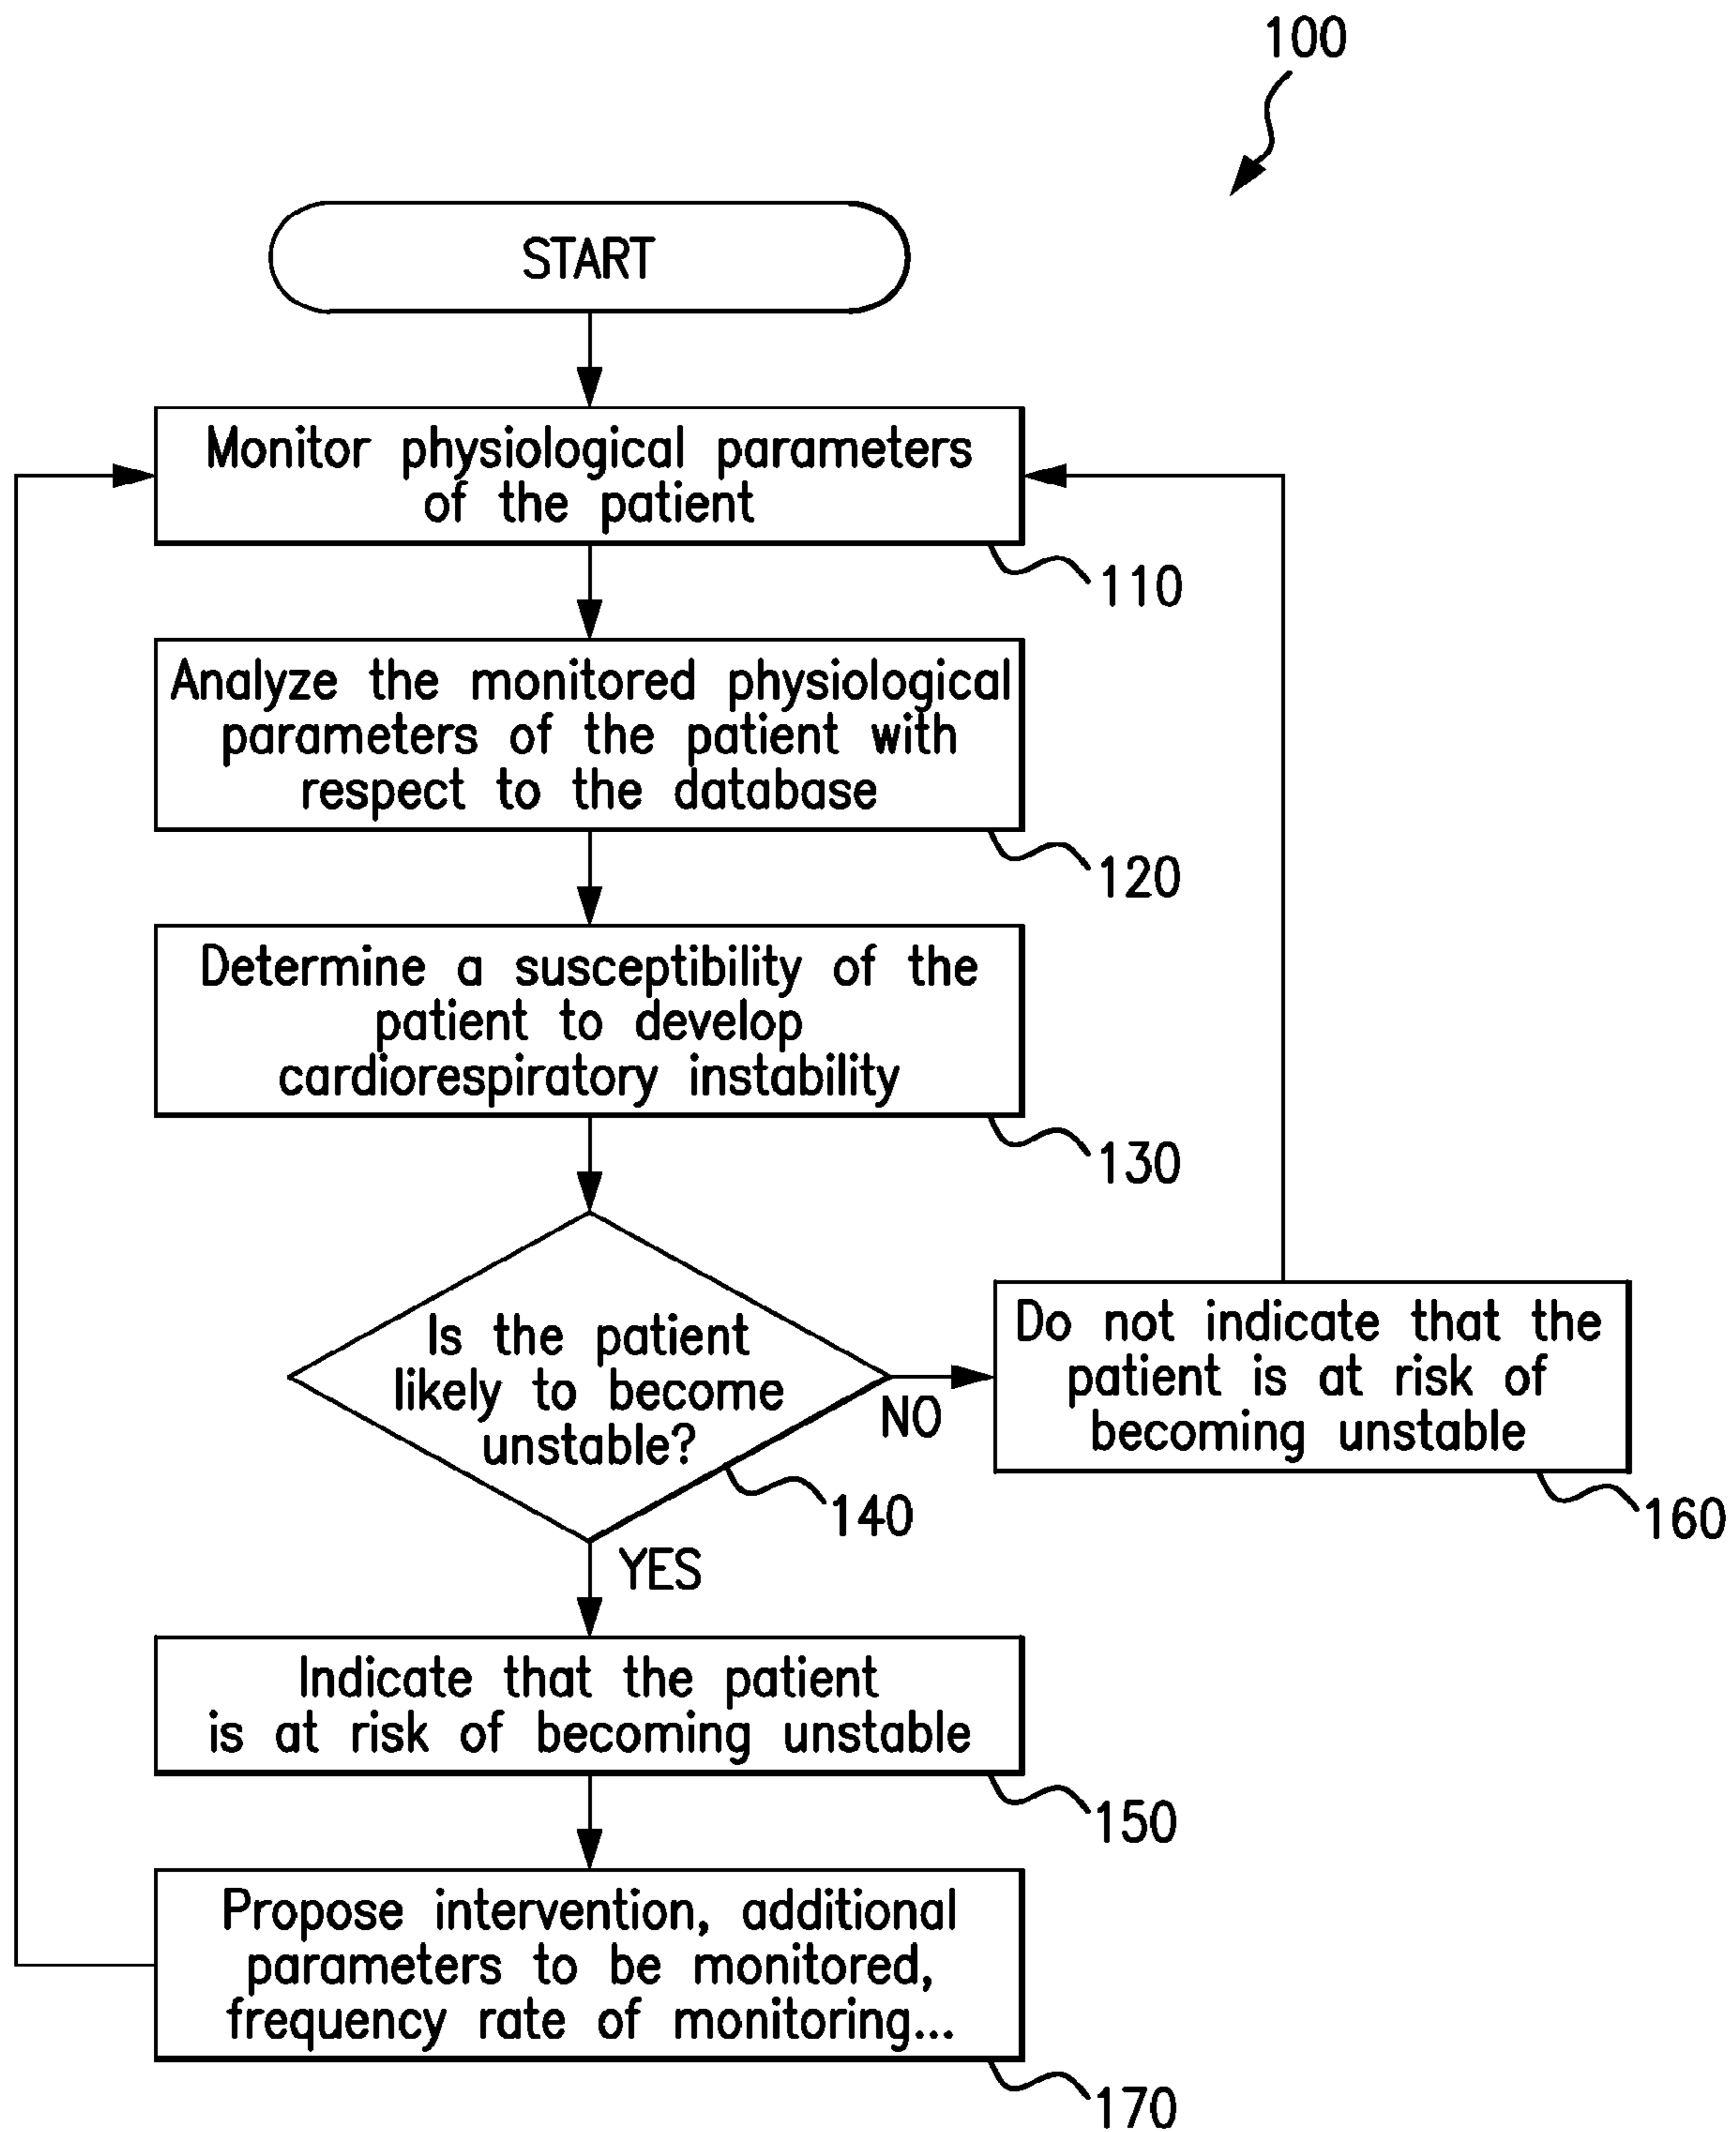 100
START
Monitor physiological parameters
of the patient
110
Analyze the monitored physiological
parameters of the patient with
respect to the database
120
Determine a susceptibility of the
patient to develop
cardiorespiratory instability
130
Is the patient
likely to become
unstable?
140
NO
Do not indicate that the
patient is at risk of
becoming unstable
160
YES
Indicate that the patient
is at risk of becoming unstable
150
Propose intervention, additional
parameters to be monitored,
frequency rate of monitoring...
170